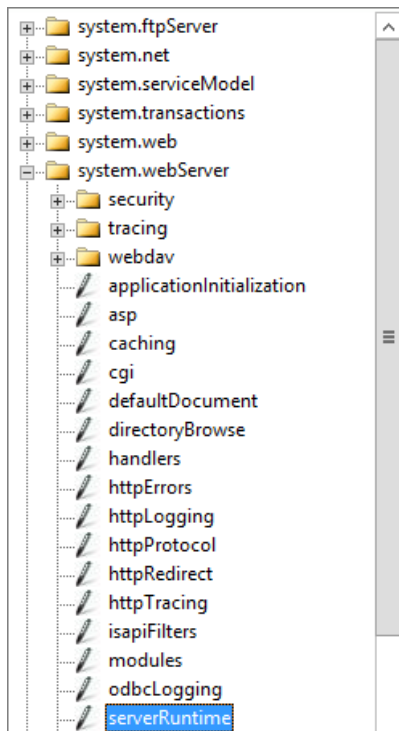 system.ftpServer
system.net
system.serviceModel
system.transactions
system.web
system.webServer
security
tracing
webdav
applicationInitialization
asp
caching
cgi
defaultDocument
directoryBrowse
handlers
httpErrors
httpLogging
httpProtocol
httpRedirect
httpTracing
isapiFilters
modules
odbcLogging
serverRuntime